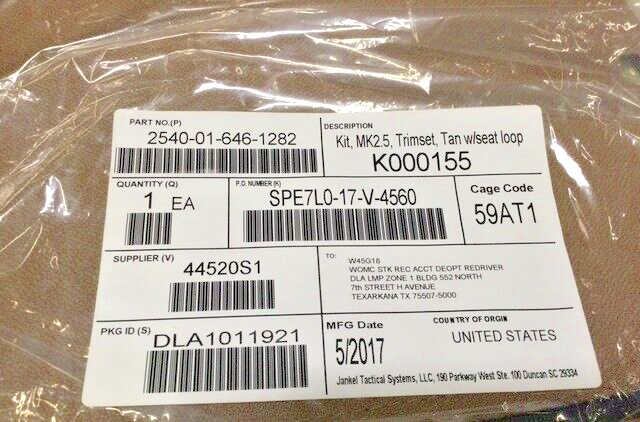 PART NO.(P)
2540-01-646-1282
DESCRIPTION
Kit, MK2.5, Trimset, Tan w/seat loop
K000155
QUANTITY (Q)
1 EA
P.O. NUMBER (K)
SPE7L0-17-V-4560
Cage Code
59AT1
SUPPLIER (V)
44520S1
TO:
W45G18
WOMC STK REC ACCT DEOPT REDRIVER
DLA LMP ZONE 1 BLDG 552 NORTH
7th STREET H AVENUE
TEXARKANA TX 75507-5000
PKG ID (S)
DLA1011921
MFG Date
5/2017
COUNTRY OF ORGIN
UNITED STATES
Jankel Tactical Systems, LLC, 190 Parkway West Ste. 100 Duncan SC 29334